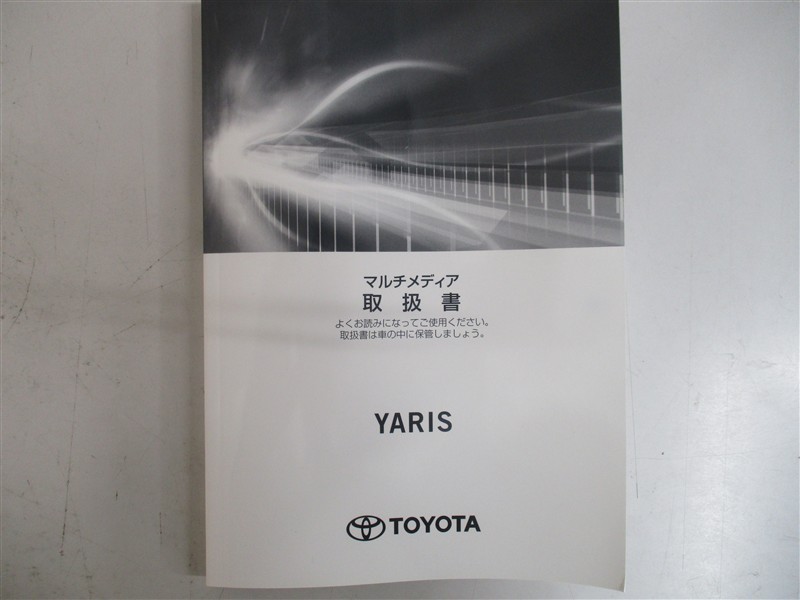 マルチメディア
取扱書
よくお読みになってご使用ください。
取扱書は車の中に保管しましょう。
YARIS
TOYOTA